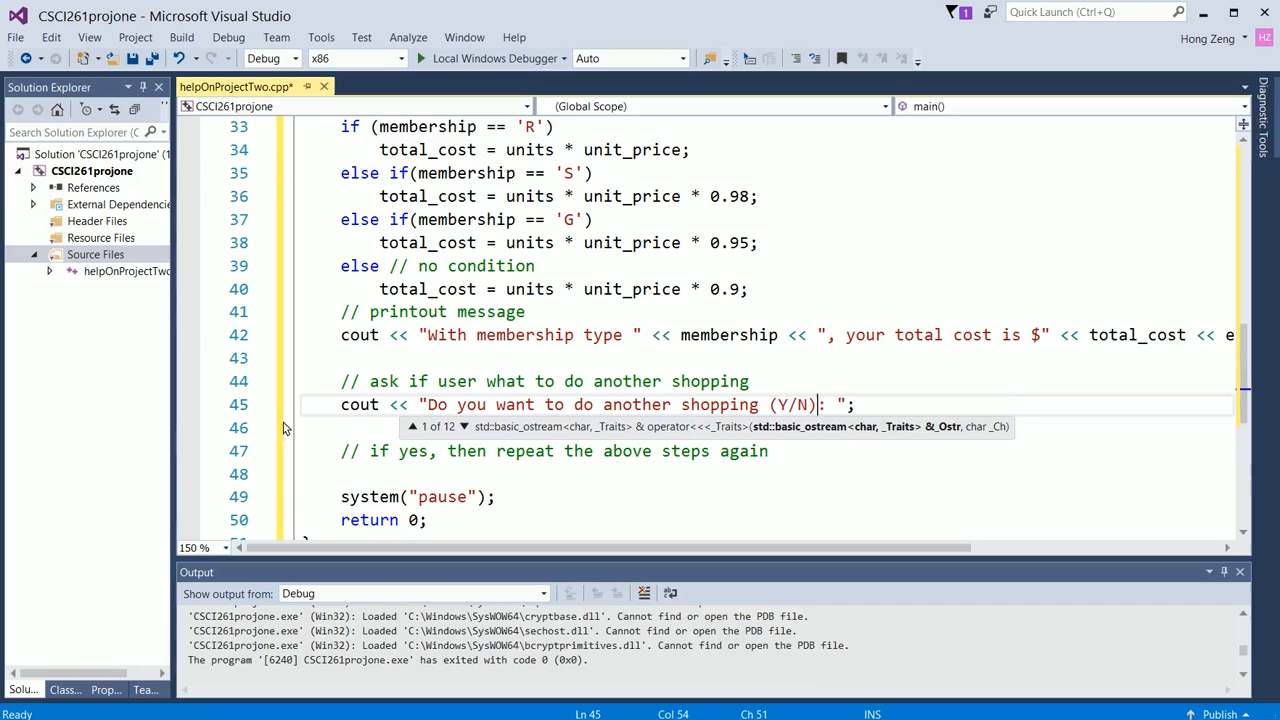 CSCI261projone - Microsoft Visual Studio
1
Quick Launch (Ctrl+Q)
File Edit View Project Build Debug Team Tools Test Analyze Window Help
Hong Zeng
HZ
Debug x86 Local Windows Debugger Auto
Solution Explorer
helpOnProjectTwo.cpp*
CSCI261projone (Global Scope) main()
Search Solution Explorer (C
Solution 'CSCI261projone' (1
CSCI261projone
References
External Dependencie
Header Files
Resource Files
Source Files
helpOnProjectTwo
33 if (membership == 'R')
34 total_cost = units * unit_price;
35 else if(membership == 'S')
36 total_cost = units * unit_price * 0.98;
37 else if(membership == 'G')
38 total_cost = units * unit_price * 0.95;
39 else // no condition
40 total_cost = units * unit_price * 0.9;
41 // printout message
42 cout << "With membership type " << membership << ", your total cost is $" << total_cost << e
43
44 // ask if user what to do another shopping
45 cout << "Do you want to do another shopping (Y/N): ";
46 1 of 12 std::basic_ostream<char, _Traits> & operator<<<_Traits>(std::basic_ostream<char, _Traits> &_Ostr, char _Ch)
47 // if yes, then repeat the above steps again
48
49 system("pause");
50 return 0;
51 }
150 %
Output
Show output from: Debug
'CSCI261projone.exe' (Win32): Loaded 'C:\Windows\SysWOW64\cryptbase.dll'. Cannot find or open the PDB file.
'CSCI261projone.exe' (Win32): Loaded 'C:\Windows\SysWOW64\sechost.dll'. Cannot find or open the PDB file.
'CSCI261projone.exe' (Win32): Loaded 'C:\Windows\SysWOW64\bcryptprimitives.dll'. Cannot find or open the PDB file.
The program '[6240] CSCI261projone.exe' has exited with code 0 (0x0).
Solu... Class... Prop... Tea...
Diagnostic Tools
Ready Ln 45 Col 54 Ch 51 INS Publish